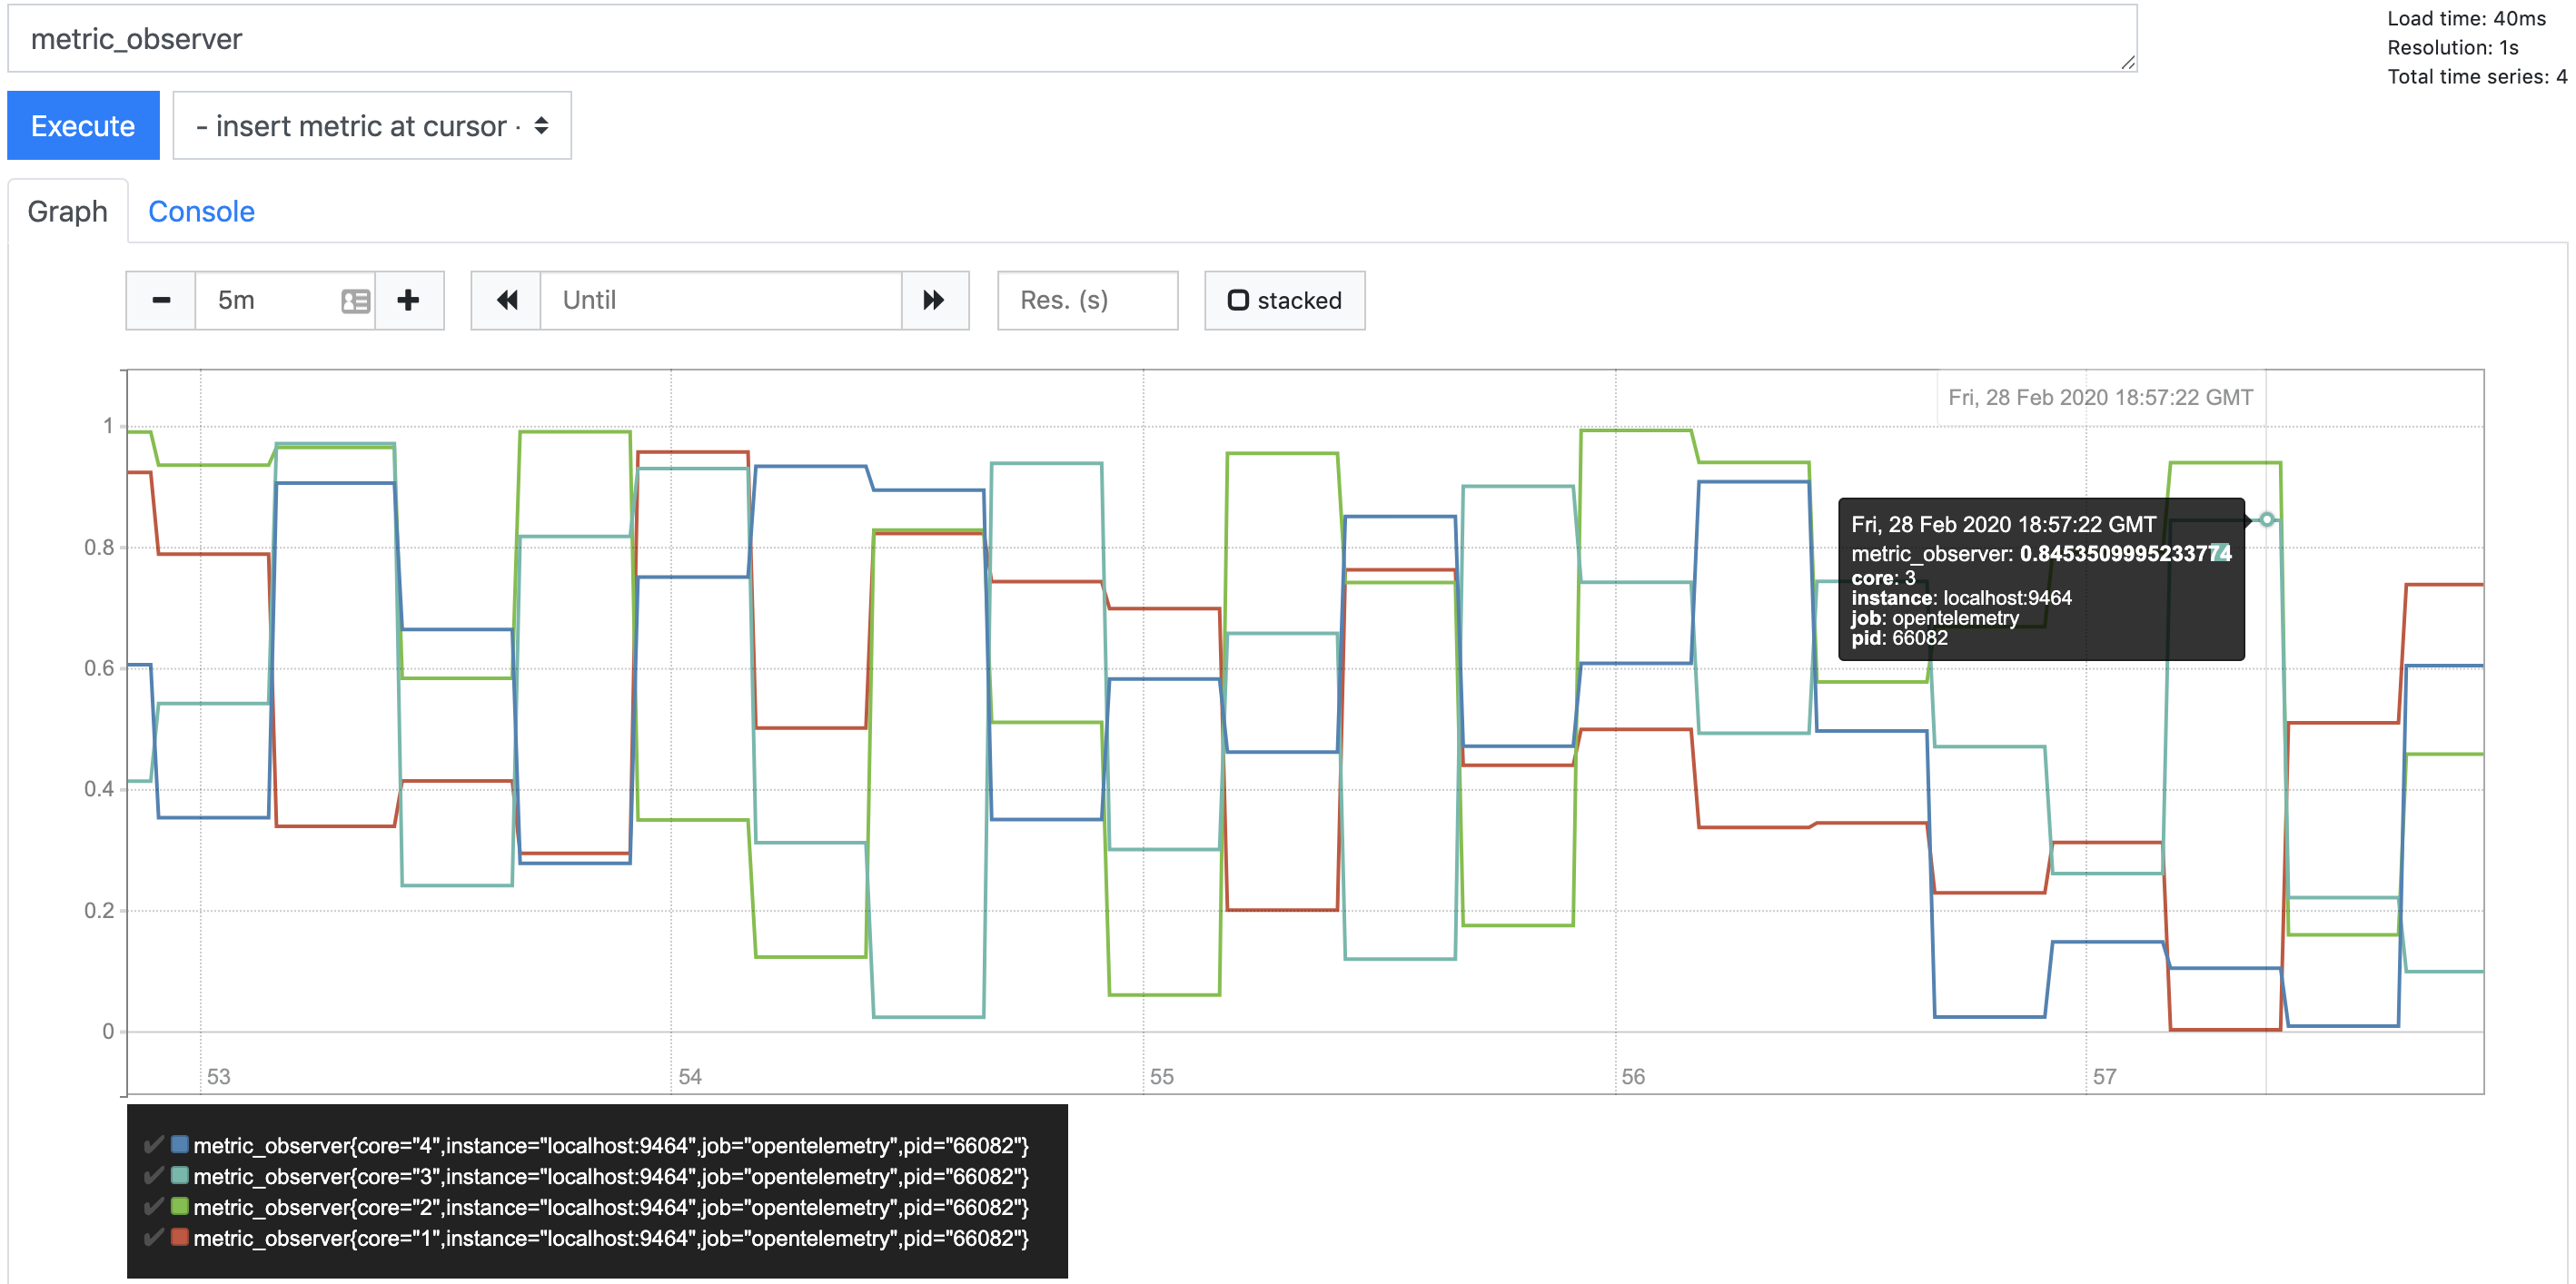 metric_observer
Load time: 40ms
Resolution: 1s
Total time series: 4
Execute
- insert metric at cursor -
Graph
Console
5m
Until
Res. (s)
stacked
Fri, 28 Feb 2020 18:57:22 GMT
1
0.8
0.6
0.4
0.2
0
Fri, 28 Feb 2020 18:57:22 GMT
metric_observer: 0.8453509995233774
core: 3
instance: localhost:9464
job: opentelemetry
pid: 66082
53
54
55
56
57
metric_observer{core="4",instance="localhost:9464",job="opentelemetry",pid="66082"}
metric_observer{core="3",instance="localhost:9464",job="opentelemetry",pid="66082"}
metric_observer{core="2",instance="localhost:9464",job="opentelemetry",pid="66082"}
metric_observer{core="1",instance="localhost:9464",job="opentelemetry",pid="66082"}